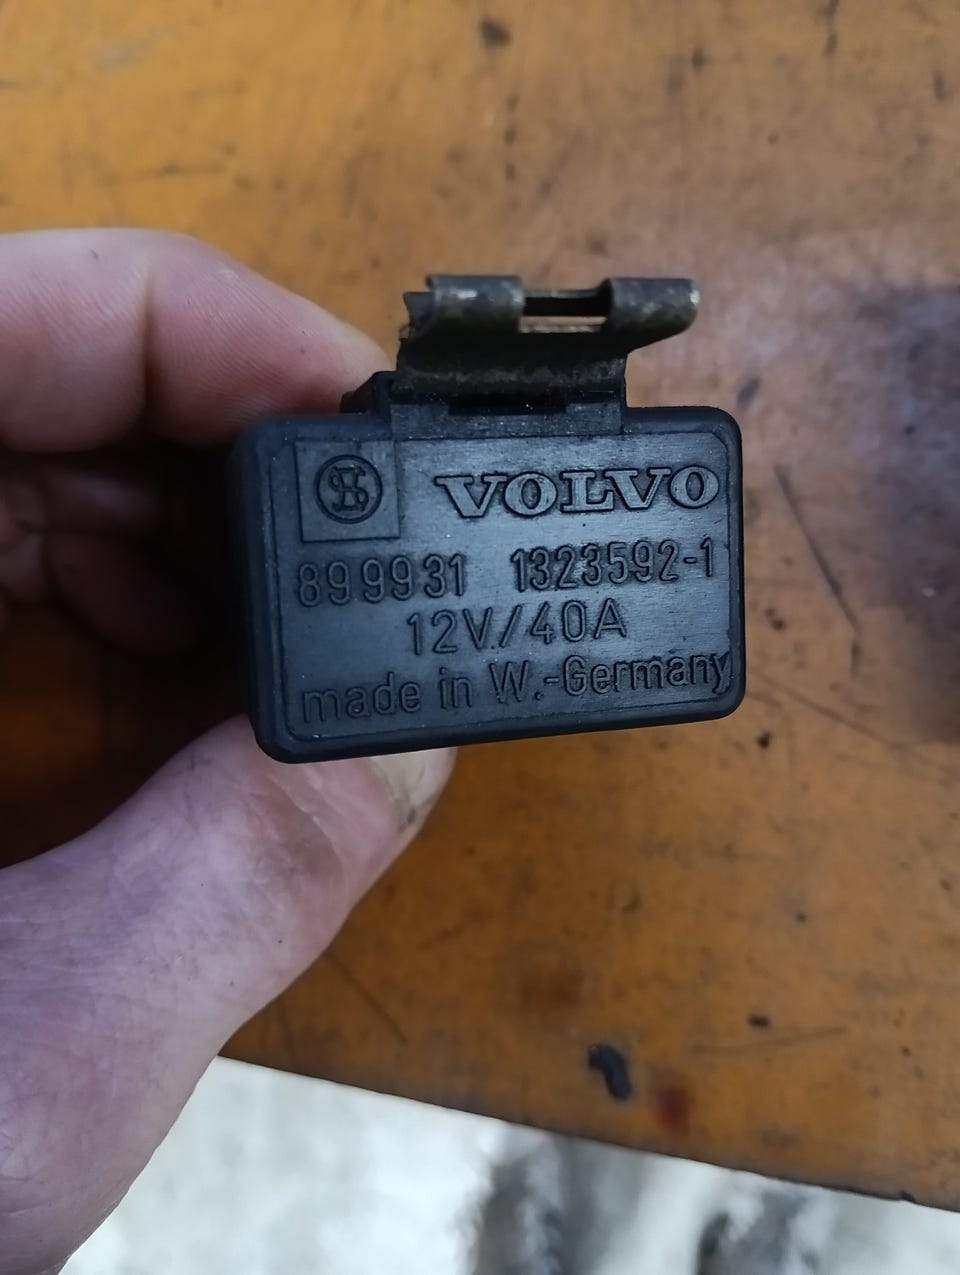 VOLVO
899931 1323592-1
12V./40A
made in W.-Germany